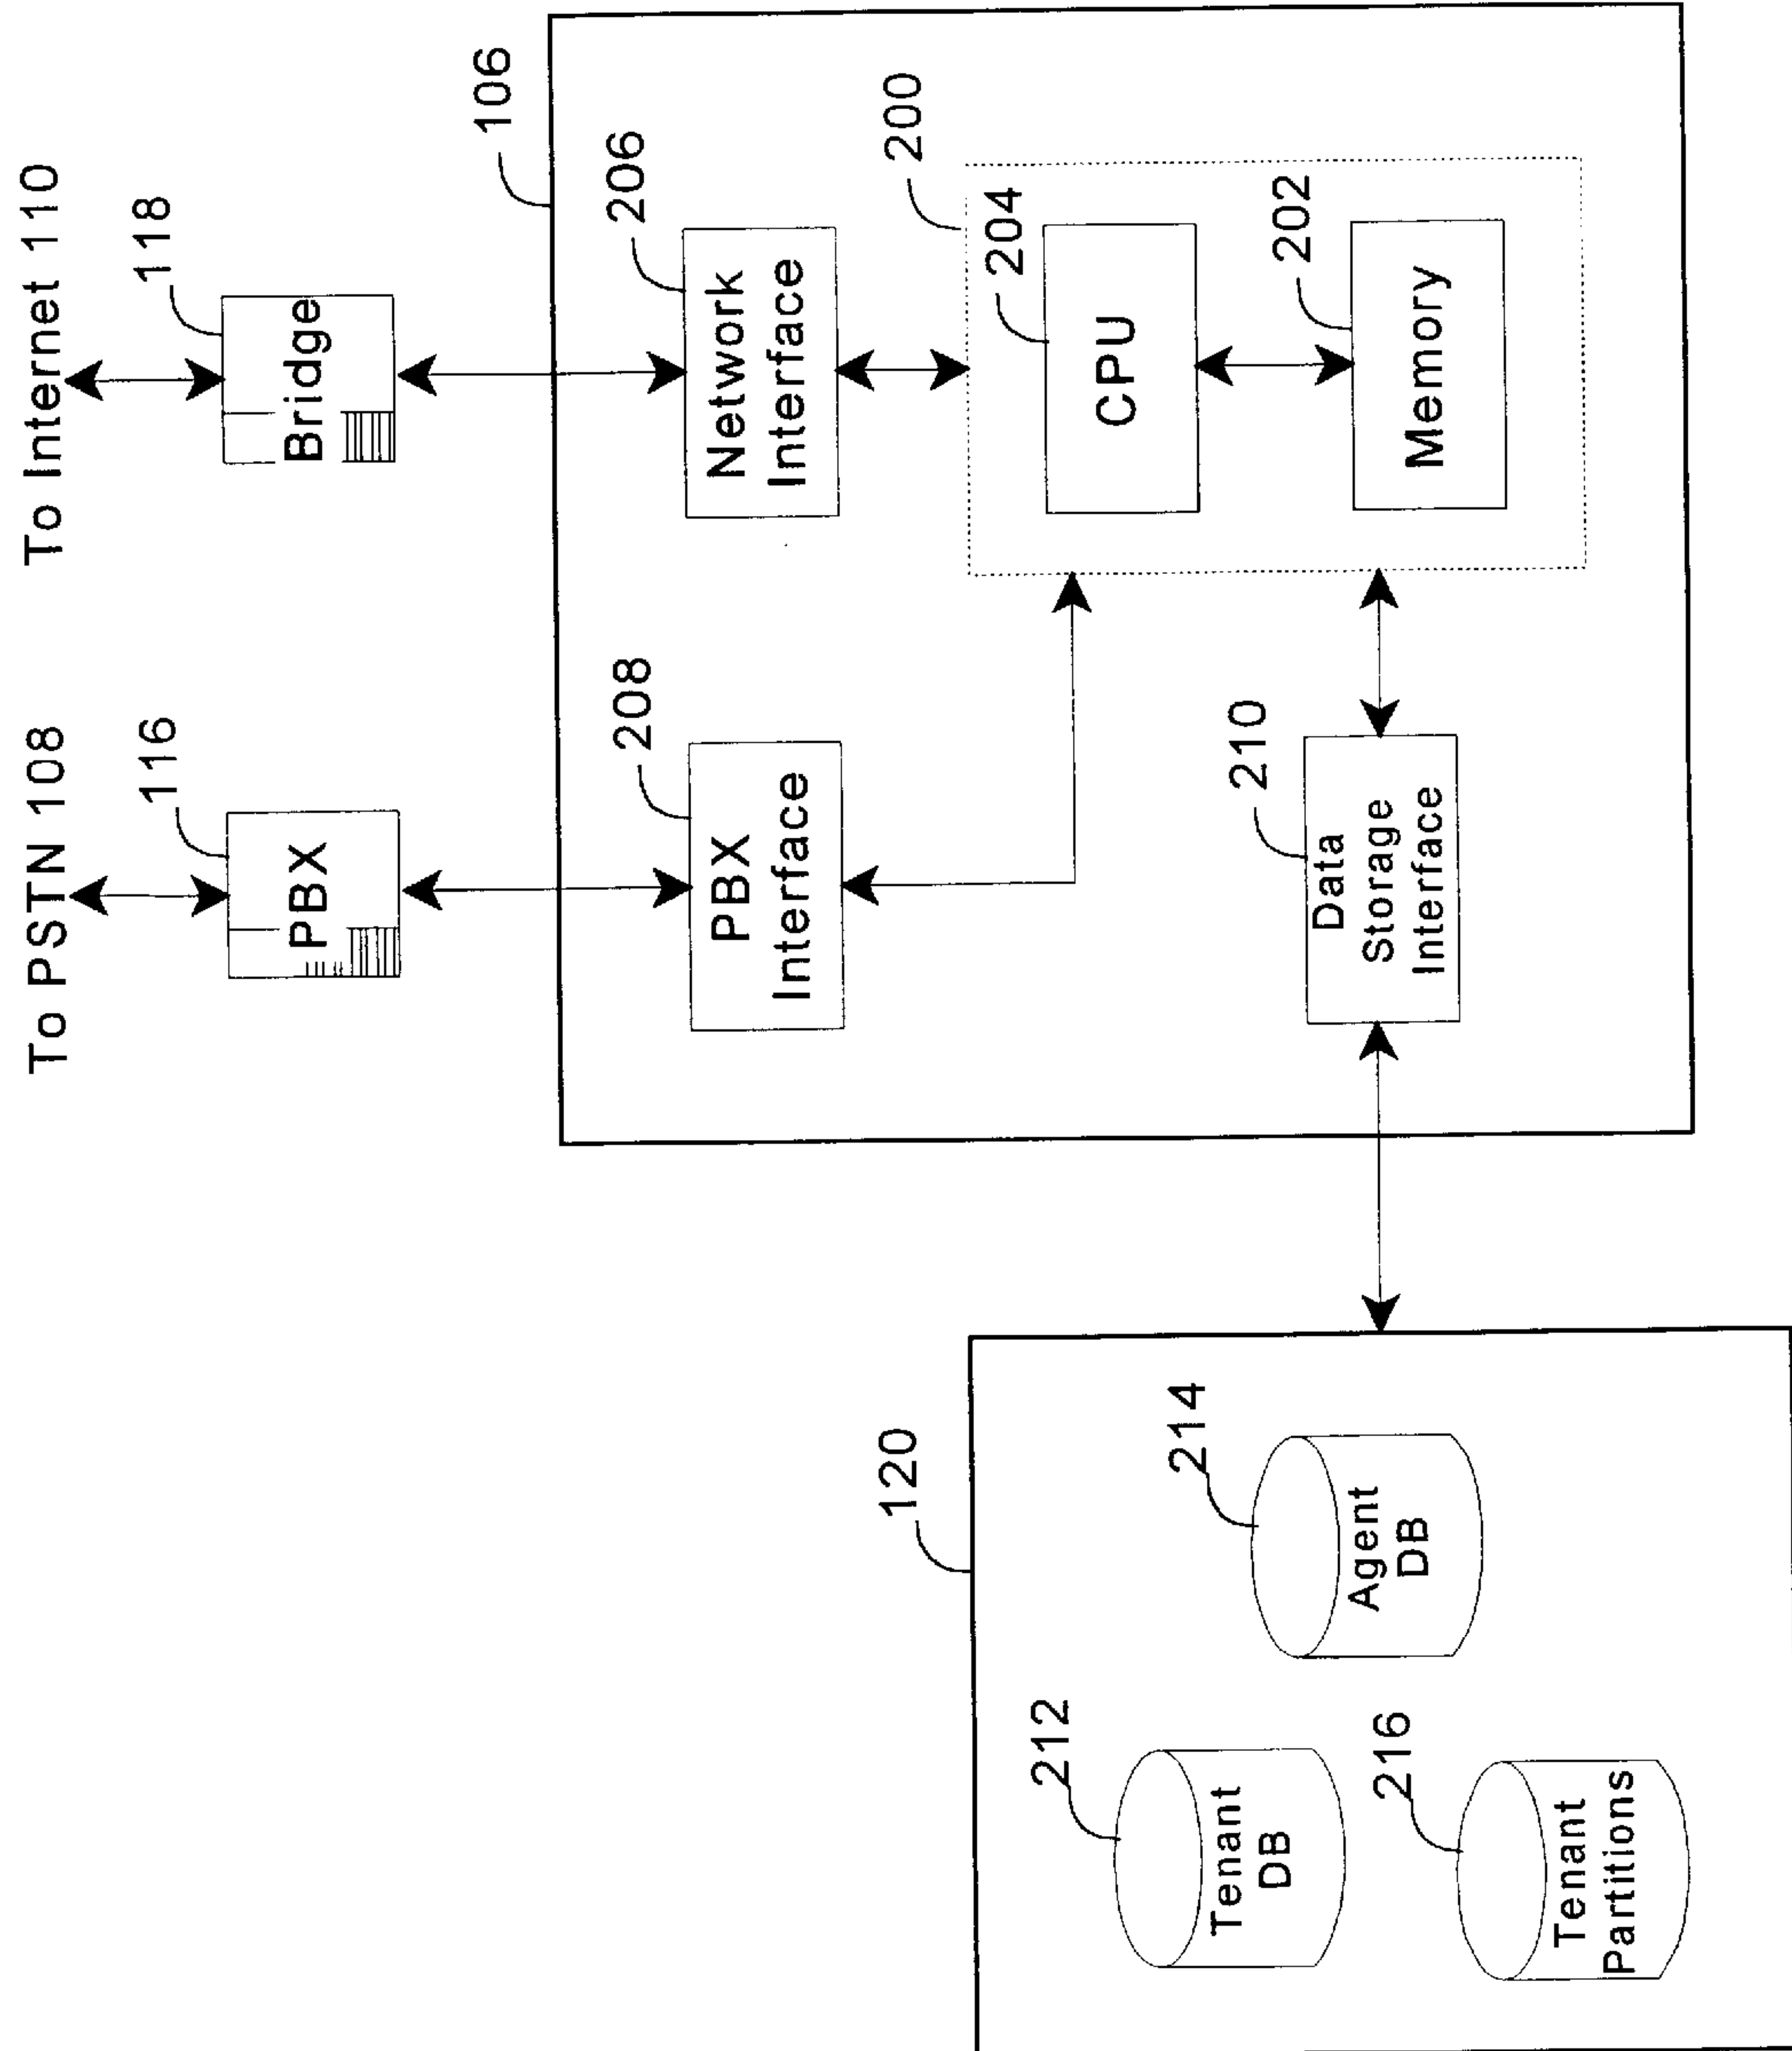 To PSTN 108
To Internet 110
116
PBX
118
Bridge
106
208
PBX
Interface
206
Network
Interface
200
204
CPU
202
Memory
210
Data
Storage
Interface
120
212
Tenant
DB
214
Agent
DB
216
Tenant
Partitions